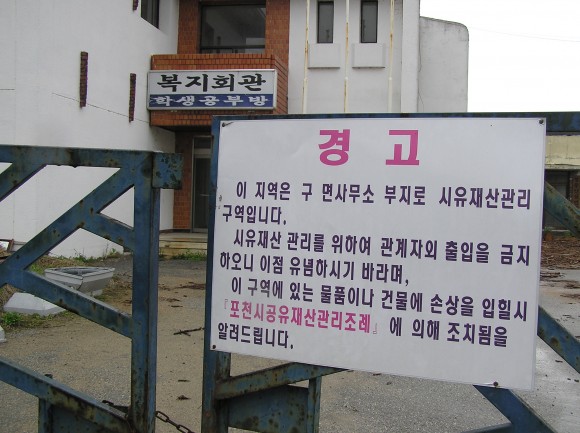 복지회관
학생공부방
경고
이 지역은 구 면사무소 부지로 시유재산관리
구역입니다.
시유재산 관리를 위하여 관계자외 출입을 금지
하오니 이점 유념하시기 바라며,
이 구역에 있는 물품이나 건물에 손상을 입힐시
『포천시공유재산관리조례』에 의해 조치됨을
알려드립니다.